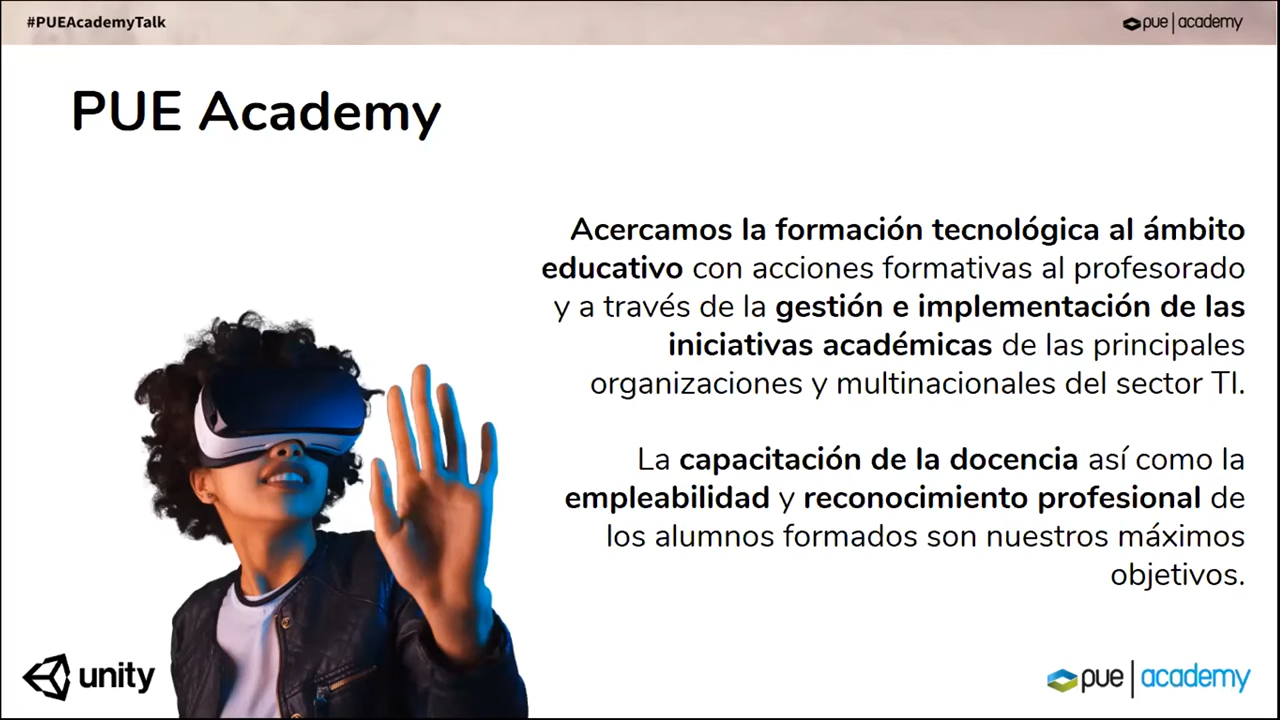 #PUEAcademyTalk
pue | academy
PUE Academy
Acercamos la formación tecnológica al ámbito
educativo con acciones formativas al profesorado
y a través de la gestión e implementación de las
iniciativas académicas de las principales
organizaciones y multinacionales del sector TI.
La capacitación de la docencia así como la
empleabilidad y reconocimiento profesional de
los alumnos formados son nuestros máximos
objetivos.
unity
pue | academy